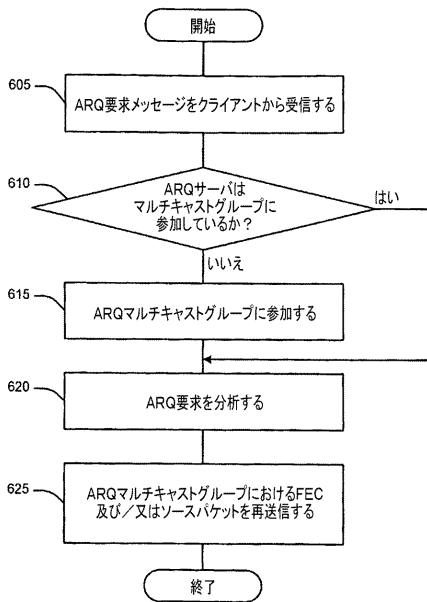 開始
605
ARQ要求メッセージをクライアントから受信する
610
ARQサーバは
マルチキャストグループに
参加しているか?
はい
いいえ
615
ARQマルチキャストグループに参加する
620
ARQ要求を分析する
625
ARQマルチキャストグループにおけるFEC
及び/又はソースパケットを再送信する
終了